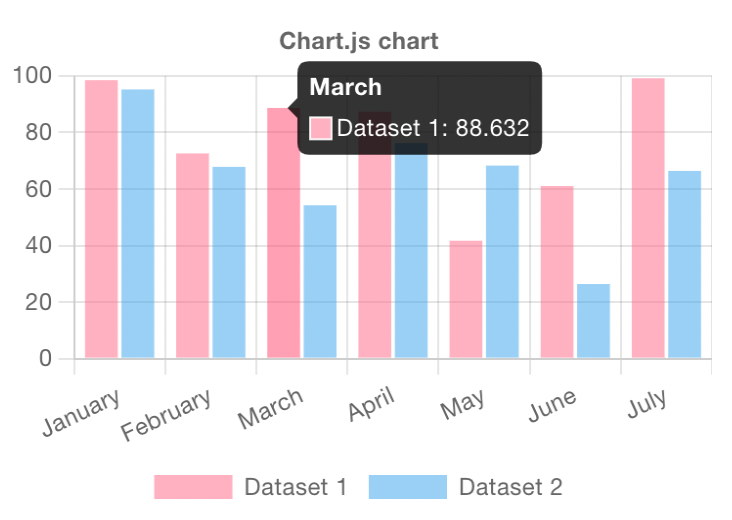 Chart.js chart
March
Dataset 1: 88.632
100
80
60
40
20
0
January February March April May June July
Dataset 1 Dataset 2